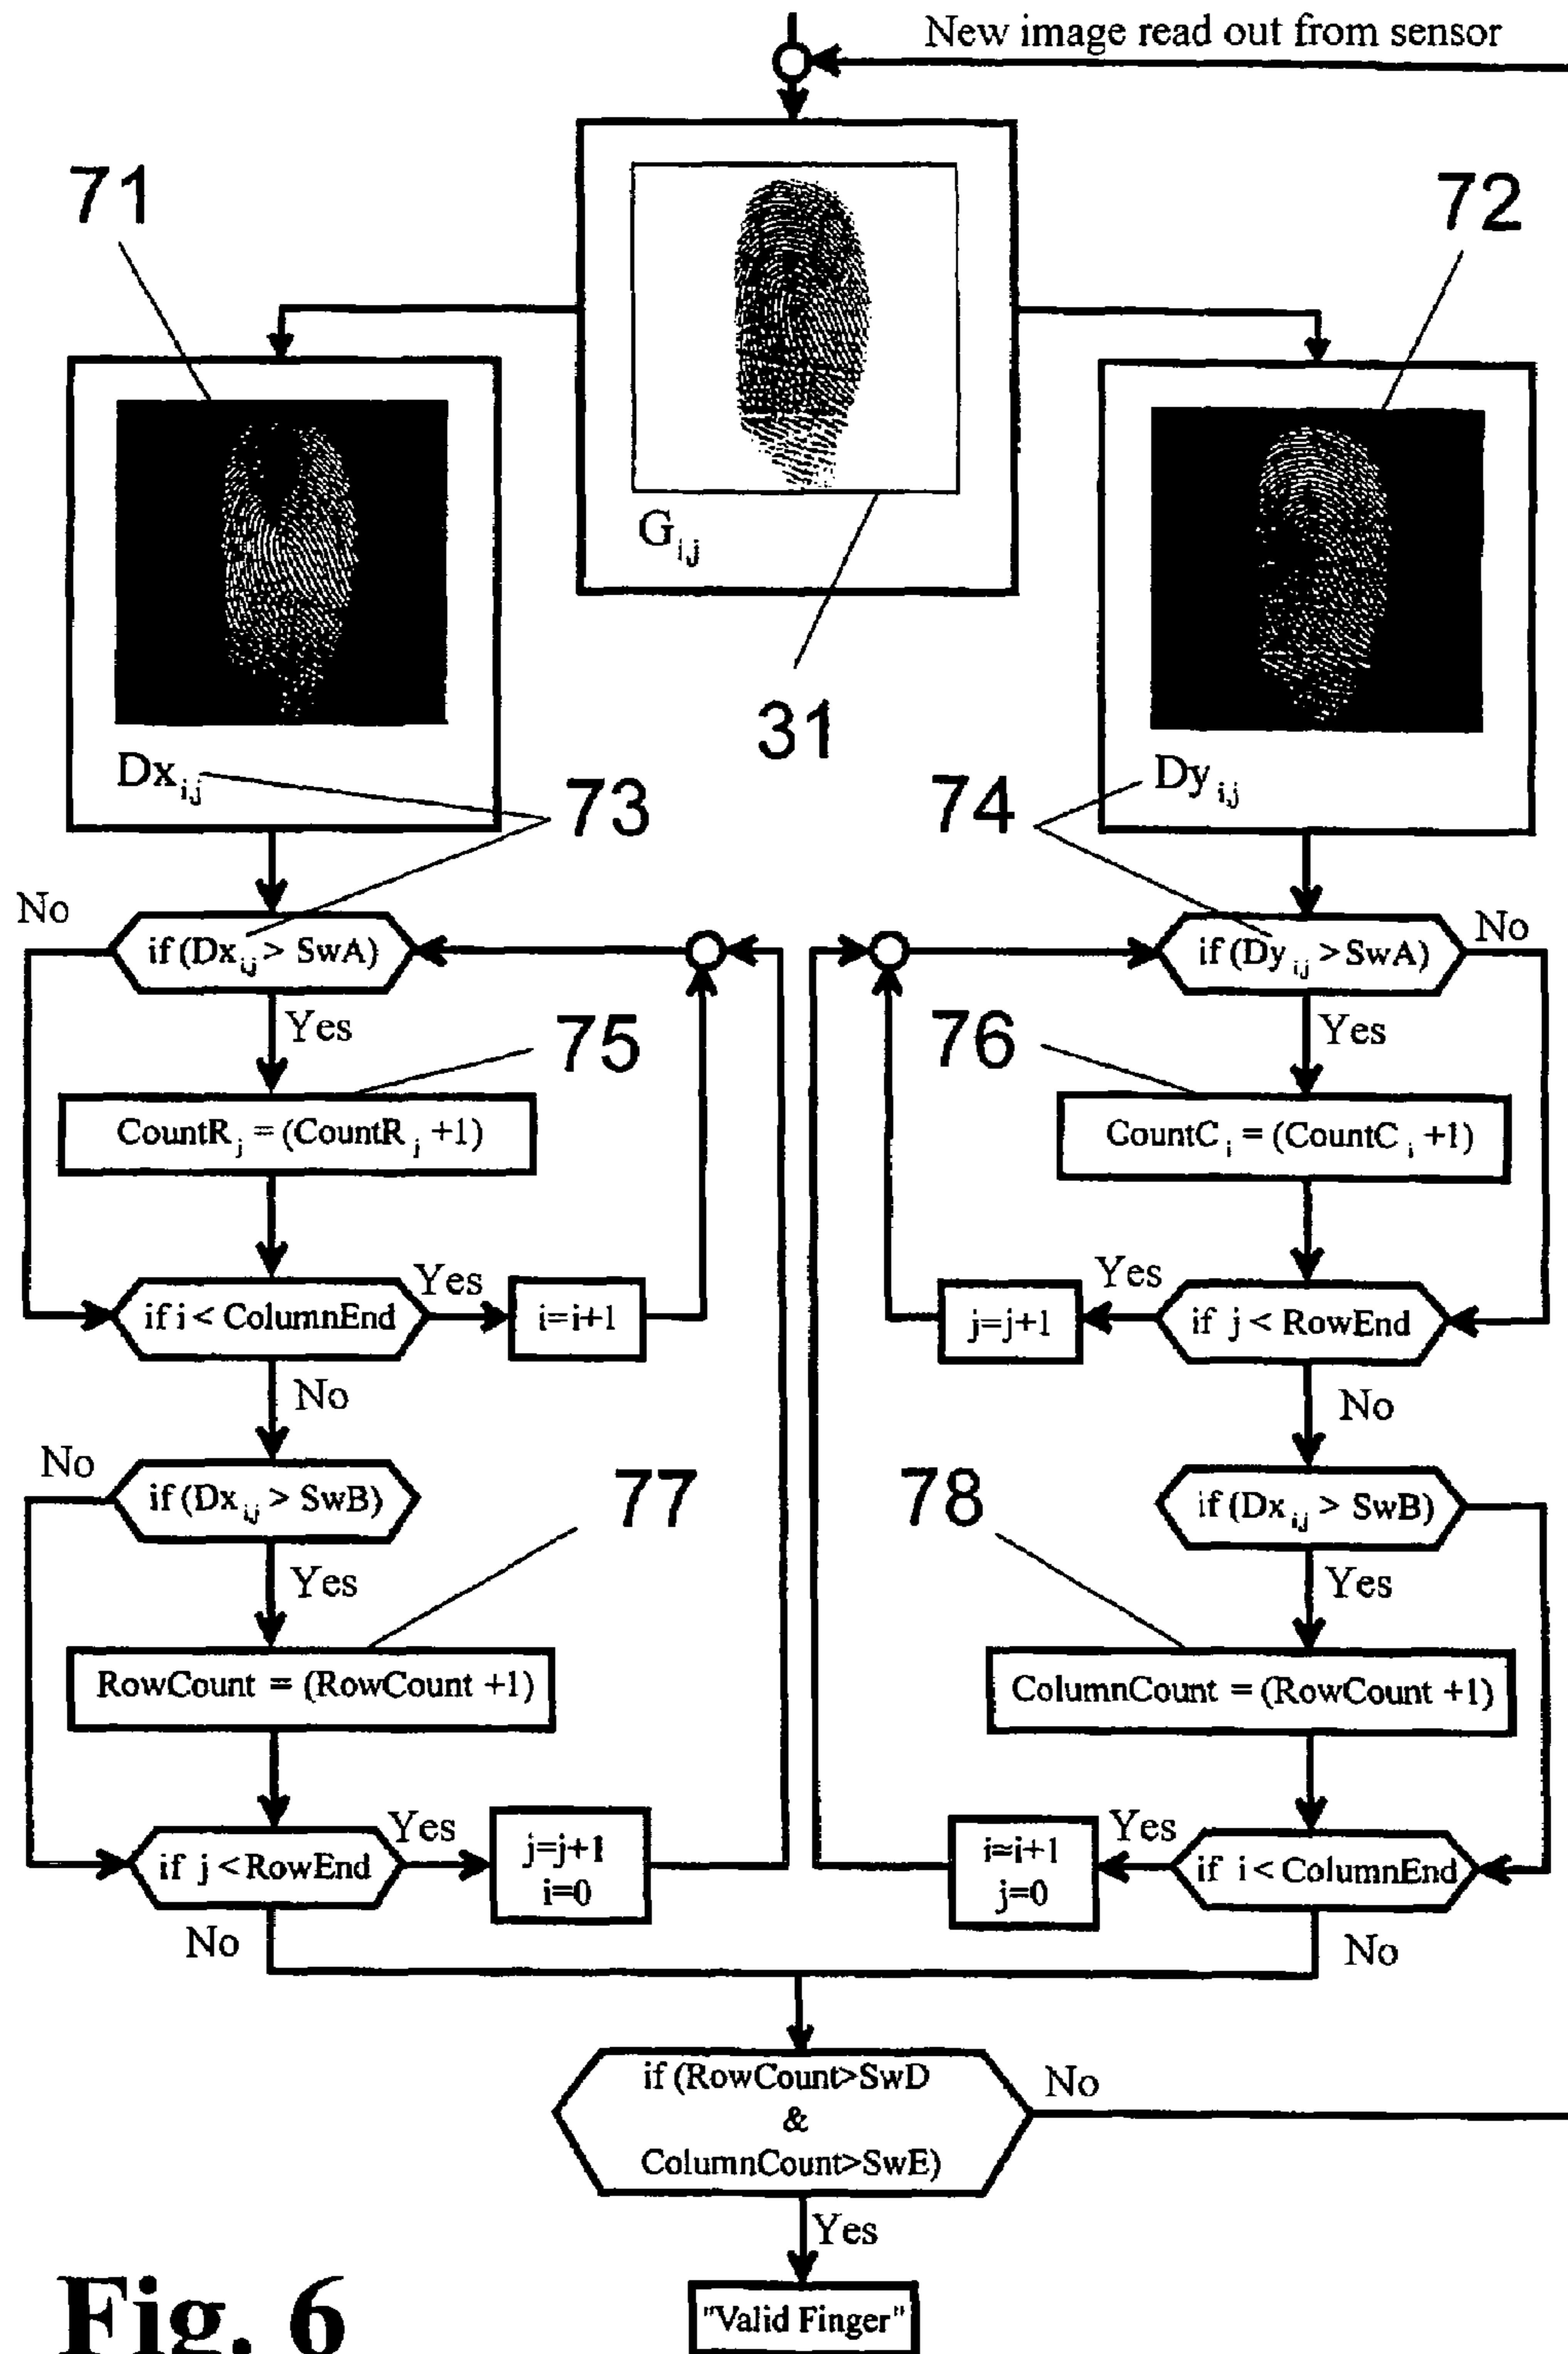 New image read out from sensor
71
72
G i,j
31
Dx i,j
73
74
Dy i,j
No
if (Dx i,j > SwA)
if (Dy i,j > SwA)
No
Yes
75
76
Yes
CountR j = (CountR j +1)
CountC i = (CountC i +1)
if i < ColumnEnd
Yes
i=i+1
j=j+1
Yes
if j < RowEnd
No
No
No
if (Dx i,j > SwB)
77
78
if (Dx i,j > SwB)
Yes
Yes
RowCount = (RowCount +1)
ColumnCount = (RowCount +1)
if j < RowEnd
Yes
j=j+1
i=0
i=i+1
j=0
Yes
if i < ColumnEnd
No
No
if (RowCount>SwD
&
ColumnCount>SwE)
No
Yes
"Valid Finger"
Fig. 6